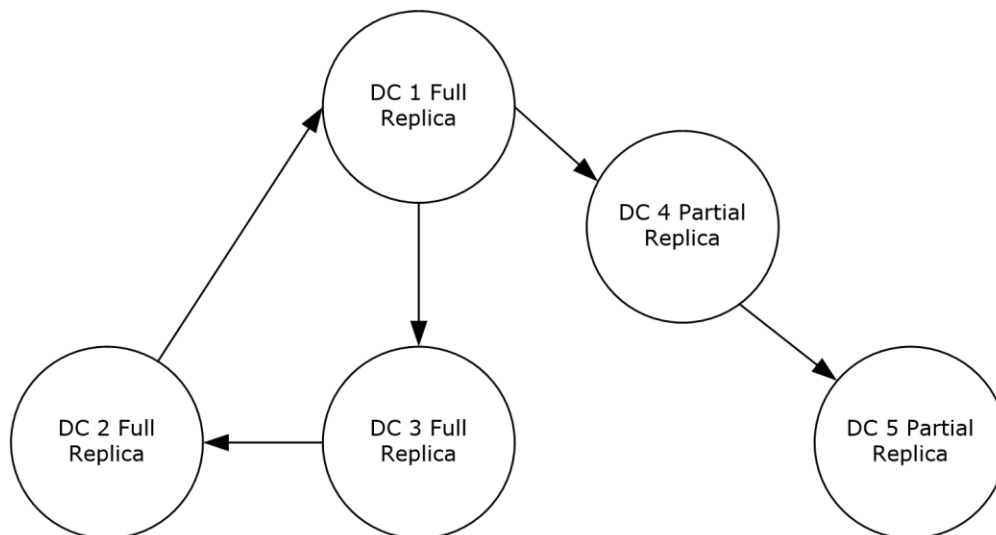 DC 1 Full
Replica
DC 4 Partial
Replica
DC 2 Full
Replica
DC 3 Full
Replica
DC 5 Partial
Replica